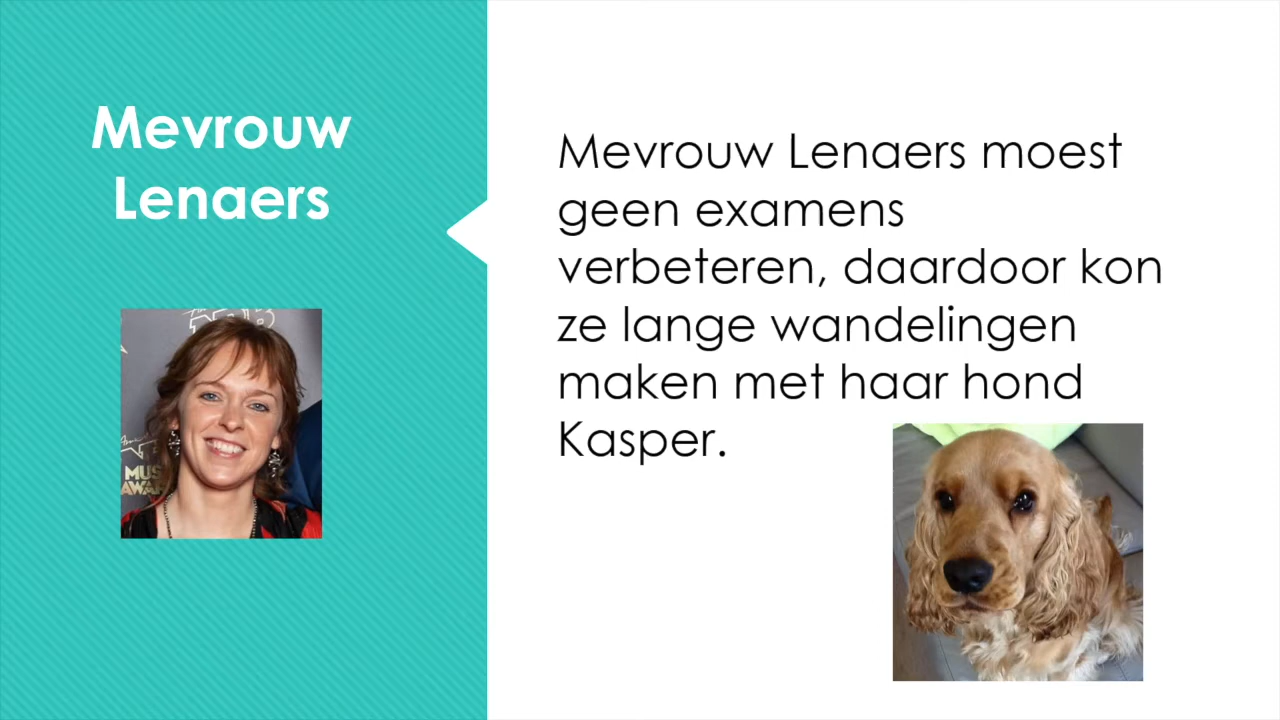 Mevrouw
Lenaers
Mevrouw Lenaers moest
geen examens
verbeteren, daardoor kon
ze lange wandelingen
maken met haar hond
Kasper.